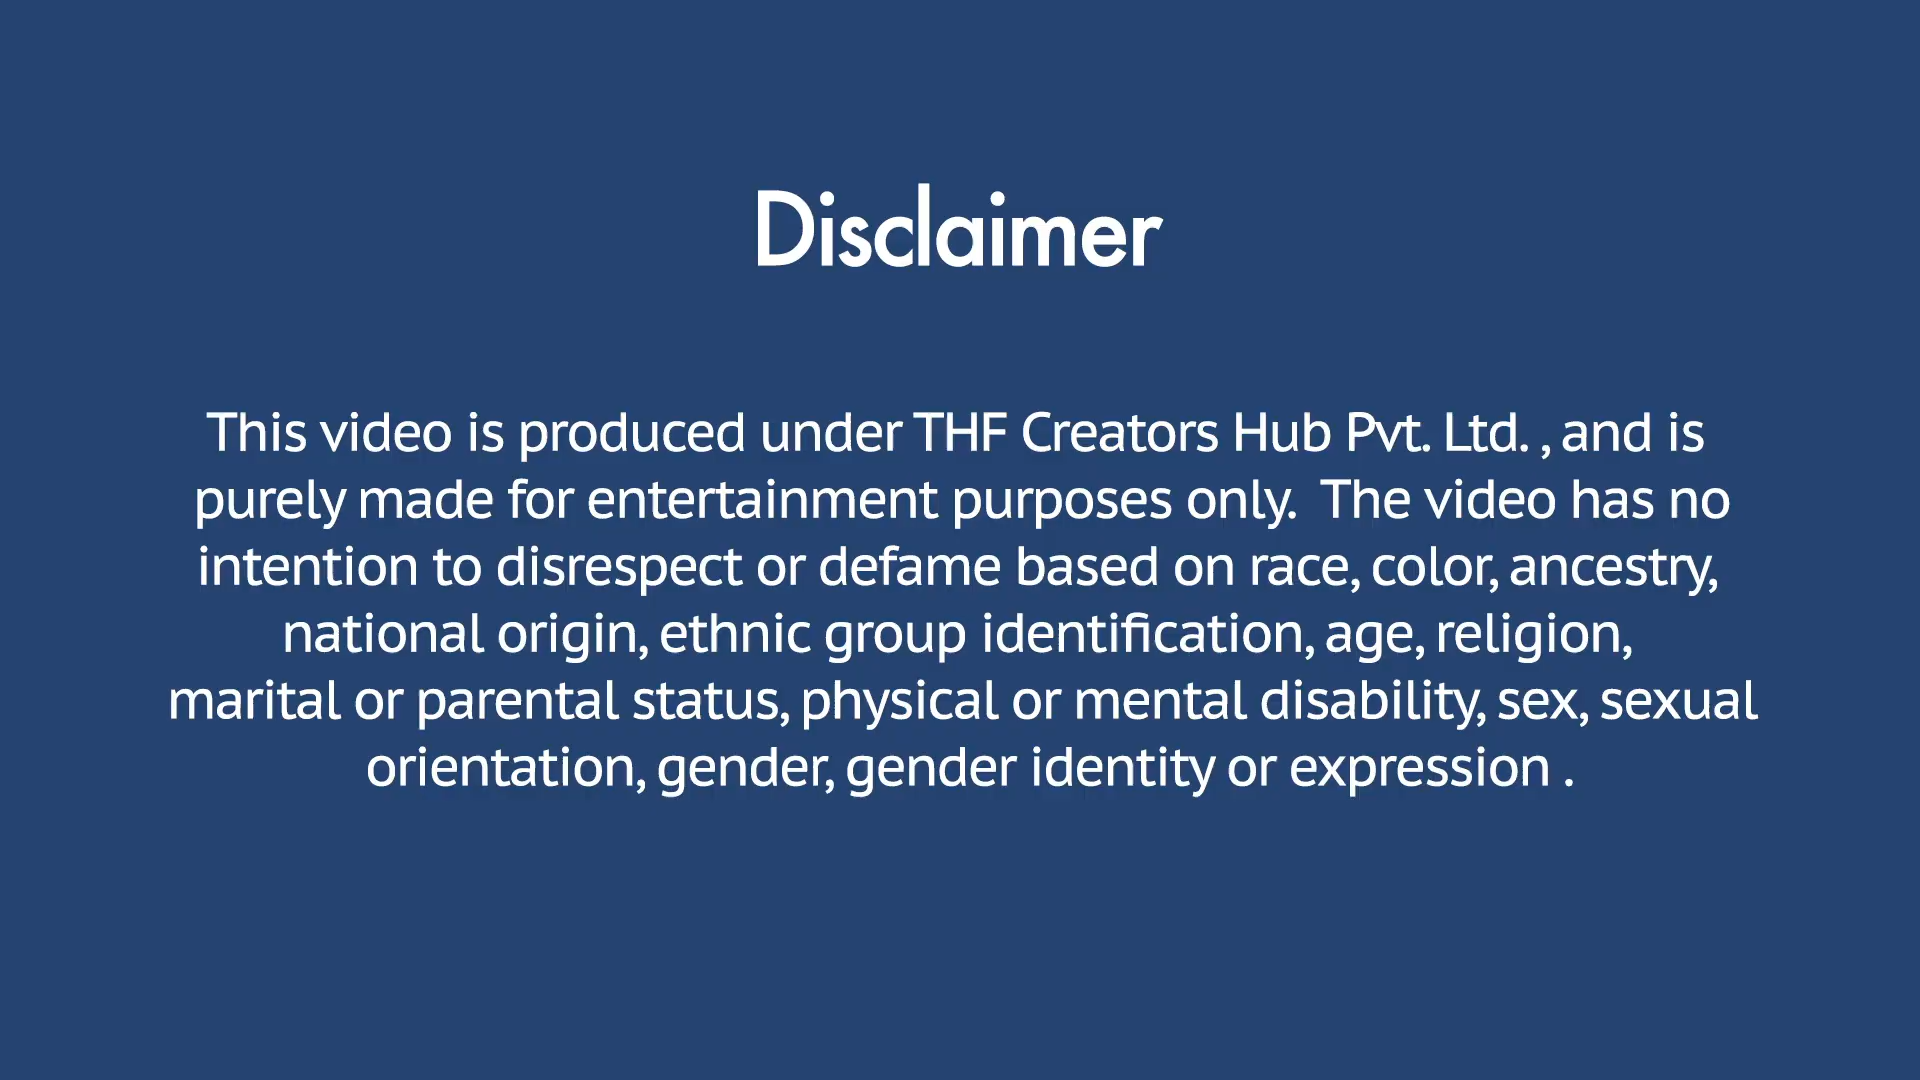 Disclaimer
This video is produced under THF Creators Hub Pvt. Ltd. , and is
purely made for entertainment purposes only.  The video has no
intention to disrespect or defame based on race, color, ancestry,
national origin, ethnic group identification, age, religion,
marital or parental status, physical or mental disability, sex, sexual
orientation, gender, gender identity or expression .